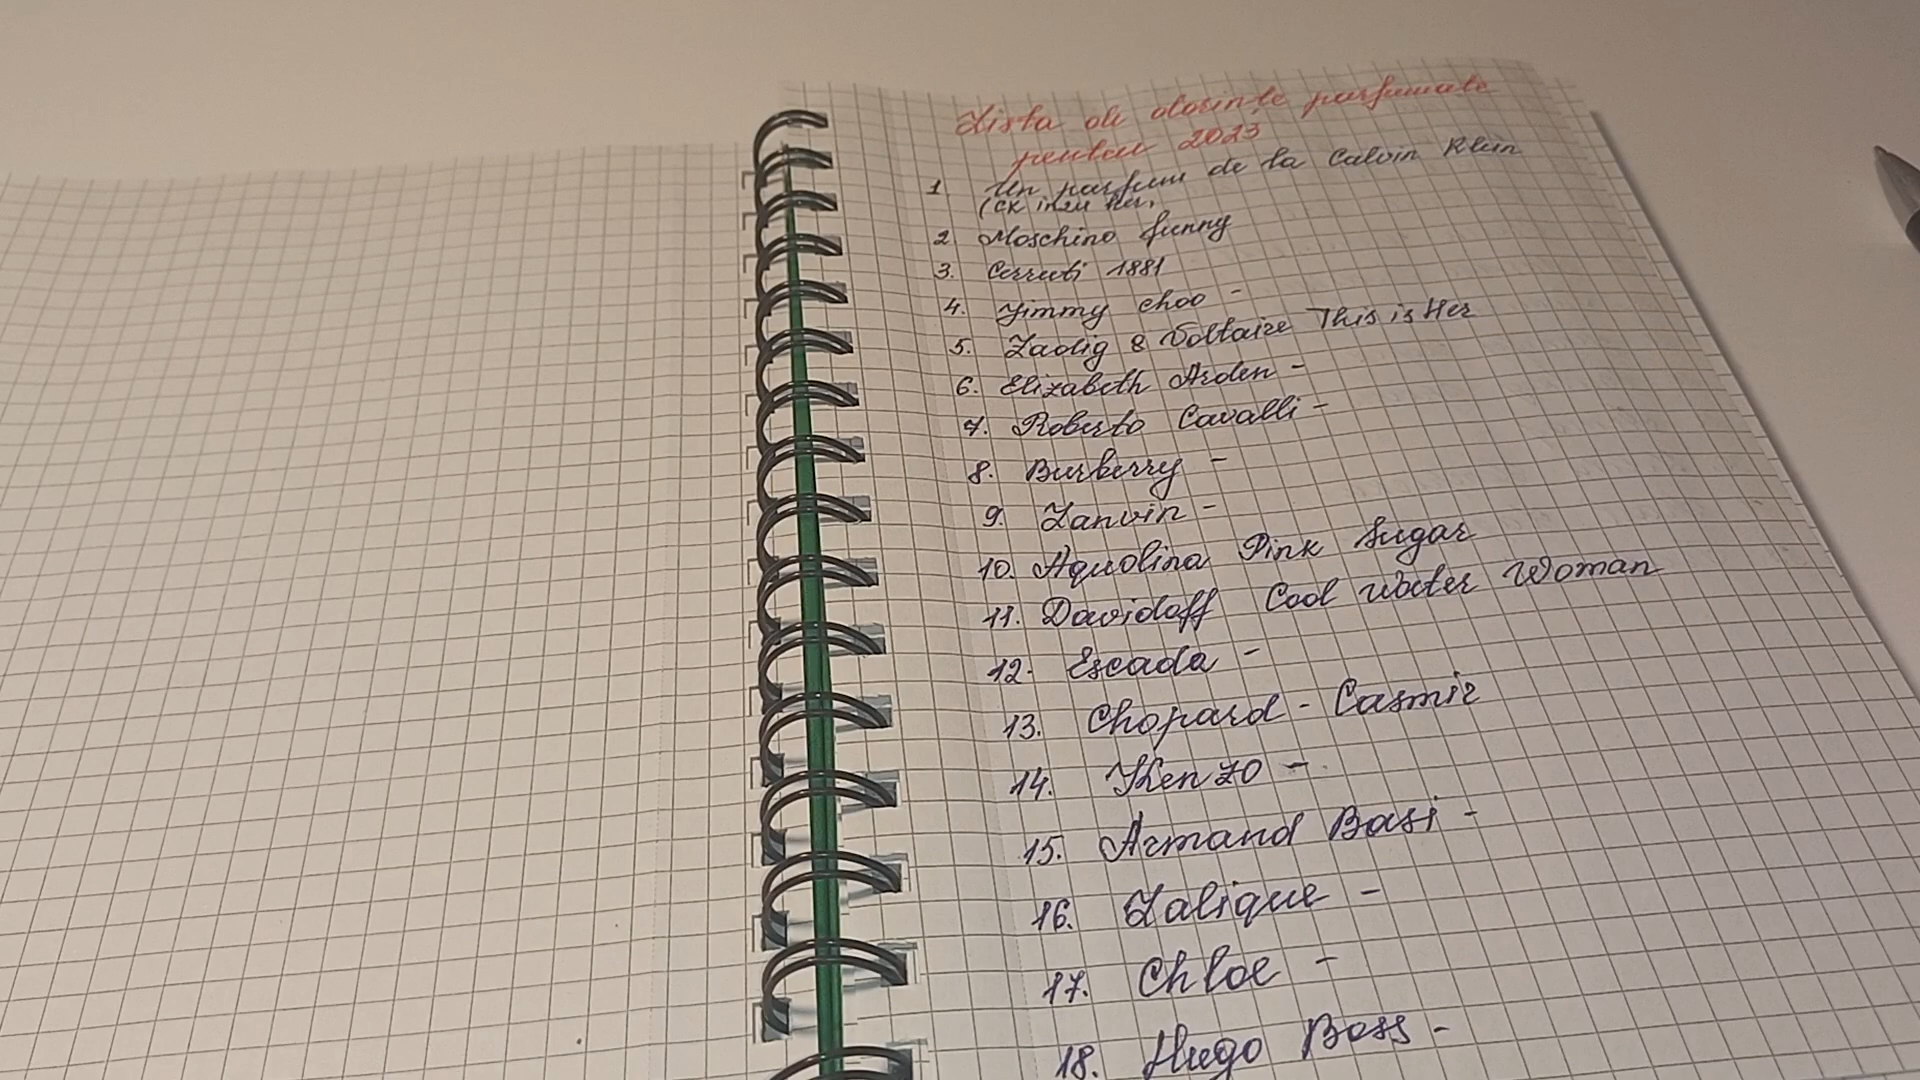 Lista de dorințe parfumate
pentru 2023
1. Un parfum de la Calvin Klein
(CK in2u her,
2. Moschino funny
3. Cerruti 1881
4. Jimmy choo -
5. Zadig & Voltaire This is Her
6. Elizabeth Arden -
7. Roberto Cavalli -
8. Burberry -
9. Lanvin -
10. Aquolina Pink Sugar
11. Davidoff Cool Water Woman
12. Escada -
13. Chopard - Casmir
14. Kenzo -
15. Armand Basi -
16. Lalique -
17. Chloe -
18. Hugo Boss -